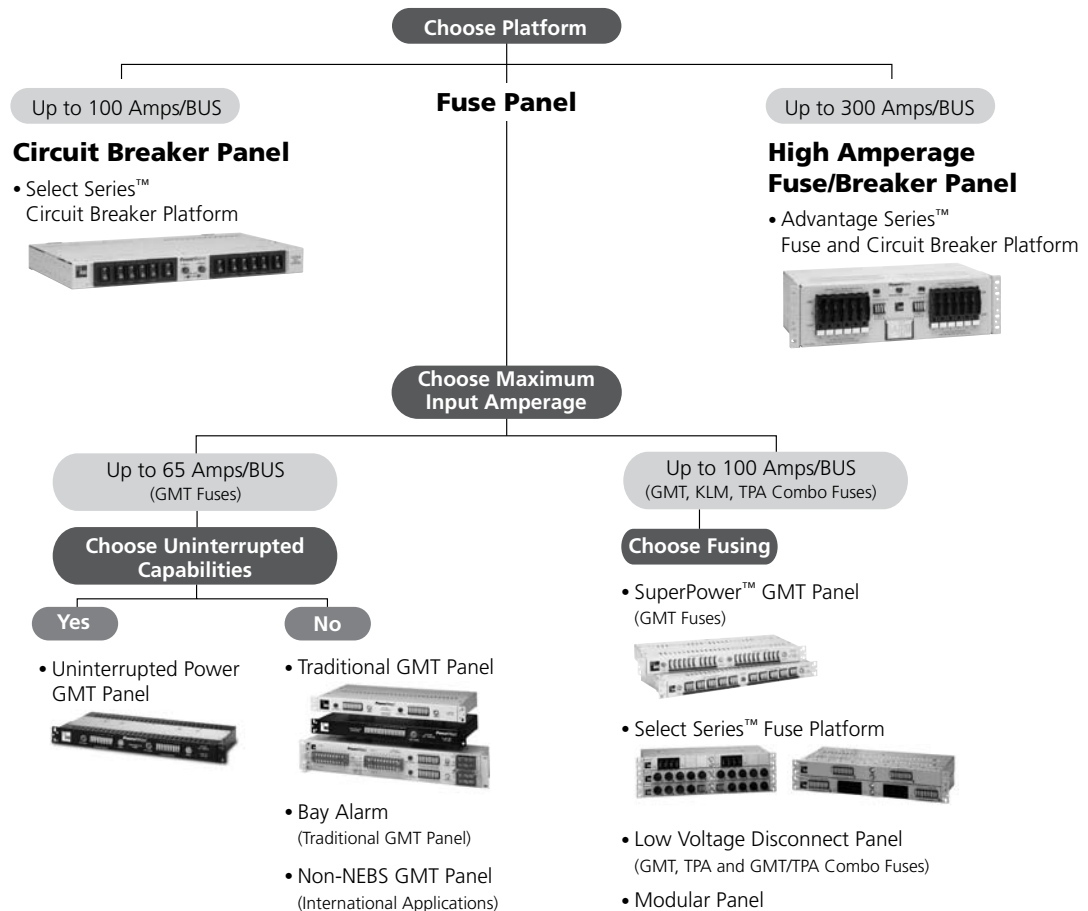 Choose Platform
Up to 100 Amps/BUS
Circuit Breaker Panel
• Select Series™
Circuit Breaker Platform
Fuse Panel
Up to 300 Amps/BUS
High Amperage
Fuse/Breaker Panel
• Advantage Series™
Fuse and Circuit Breaker Platform
Choose Maximum
Input Amperage
Up to 65 Amps/BUS
(GMT Fuses)
Choose Uninterrupted
Capabilities
Yes
• Uninterrupted Power
GMT Panel
No
• Traditional GMT Panel
• Bay Alarm
(Traditional GMT Panel)
• Non-NEBS GMT Panel
(International Applications)
Up to 100 Amps/BUS
(GMT, KLM, TPA Combo Fuses)
Choose Fusing
• SuperPower™ GMT Panel
(GMT Fuses)
• Select Series™ Fuse Platform
• Low Voltage Disconnect Panel
(GMT, TPA and GMT/TPA Combo Fuses)
• Modular Panel